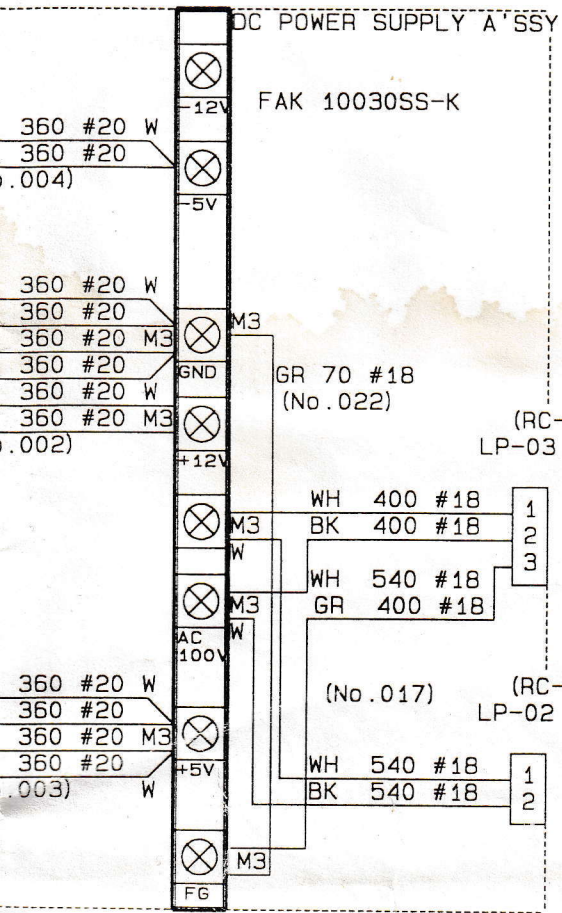 DC POWER SUPPLY A'SSY
-12V
FAK 10030SS-K
360 #20 W
360 #20
.004)
-5V
360 #20 W
360 #20
M3
360 #20 M3
360 #20
GND
GR 70 #18
360 #20 W
(No.022)
360 #20 M3
(RC-
.002)
+12V
LP-03
WH 400 #18
1
M3
BK 400 #18
2
W
3
WH 540 #18
M3
GR 400 #18
W
AC
100V
360 #20 W
(No.017)
(RC-
360 #20
LP-02
360 #20 M3
360 #20
+5V
WH 540 #18
1
.003) W
BK 540 #18
2
M3
FG